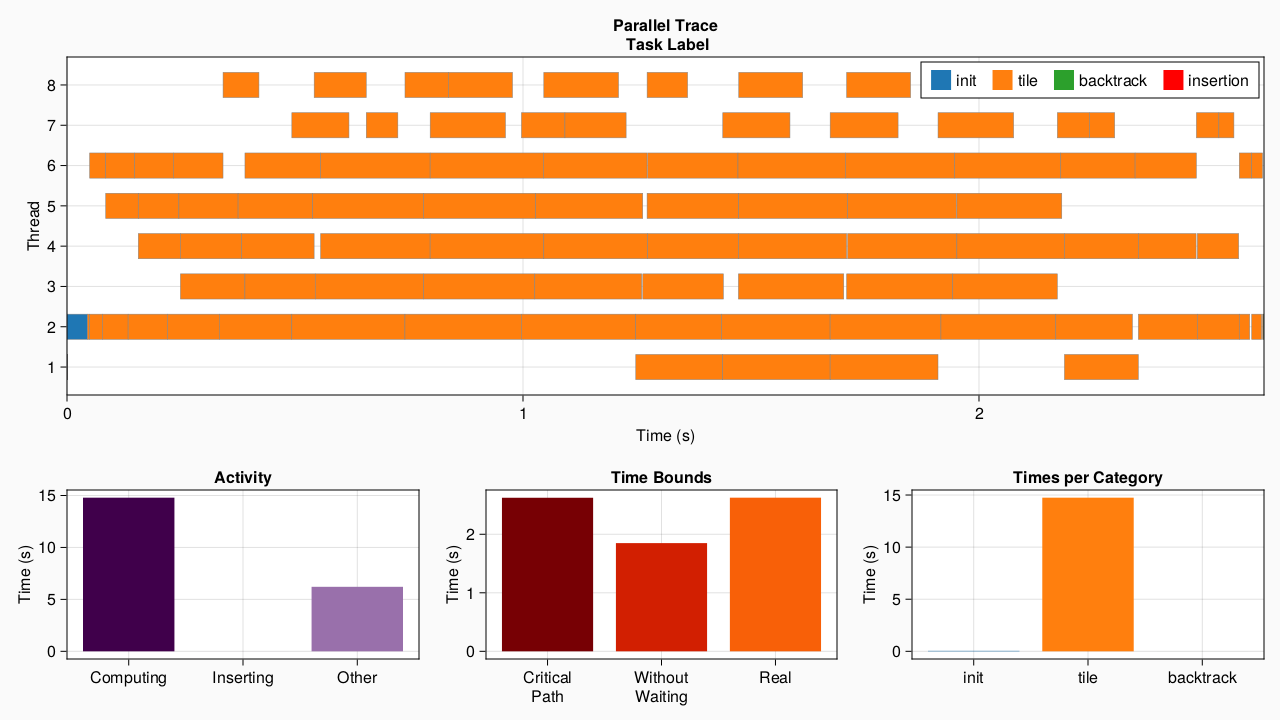 Parallel Trace
Task Label
init tile backtrack insertion
8
7
6
5
4
3
2
1
Thread
0 1 2
Time (s)
Activity
15
10
5
0
Time (s)
Computing Inserting Other
Time Bounds
2
1
0
Time (s)
Critical Path
Without Waiting
Real
Times per Category
15
10
5
0
Time (s)
init tile backtrack